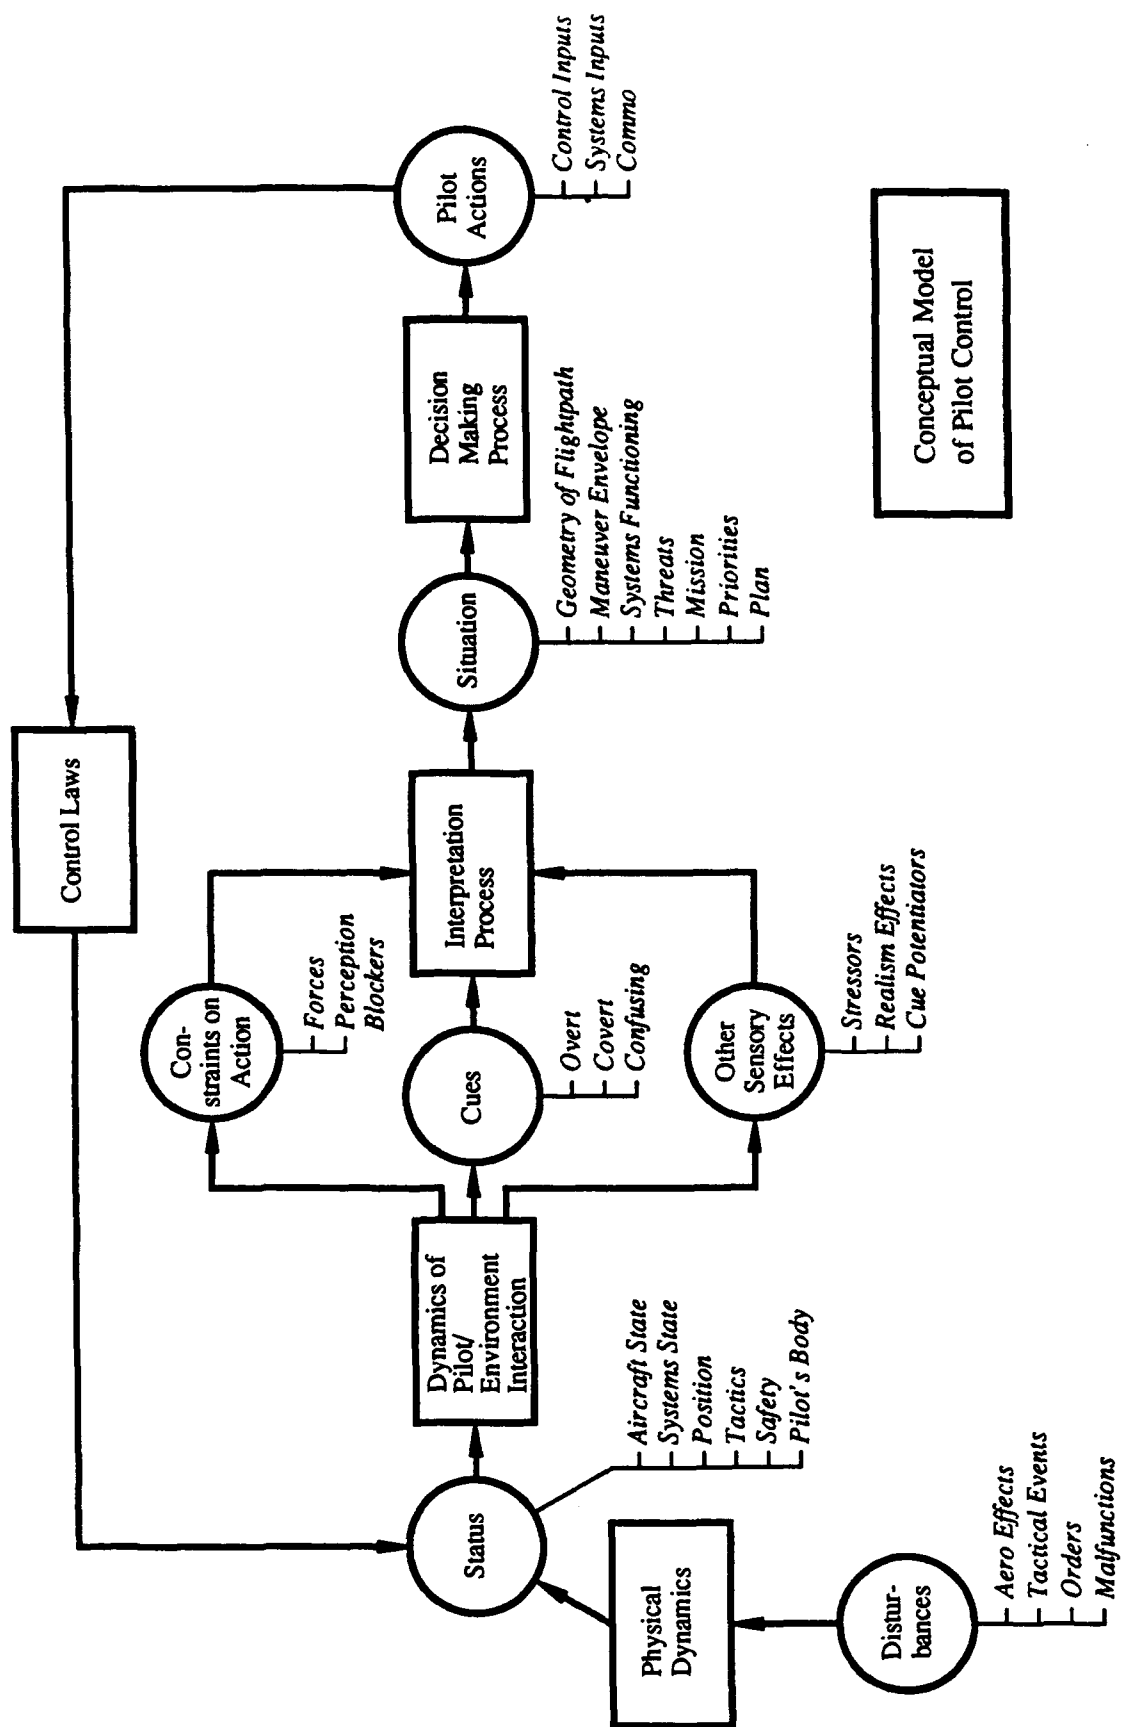 Control Laws
Con-
straints on
Action
Forces
Perception
Blockers
Status
Aircraft State
Systems State
Position
Tactics
Safety
Pilot's Body
Dynamics of
Pilot/
Environment
Interaction
Cues
Overt
Covert
Confusing
Interpretation
Process
Situation
Geometry of Flightpath
Maneuver Envelope
Systems Functioning
Threats
Mission
Priorities
Plan
Decision
Making
Process
Pilot
Actions
Control Inputs
Systems Inputs
Commo
Physical
Dynamics
Other
Sensory
Effects
Stressors
Realism Effects
Cue Potentiators
Distur-
bances
Aero Effects
Tactical Events
Orders
Malfunctions
Conceptual Model
of Pilot Control